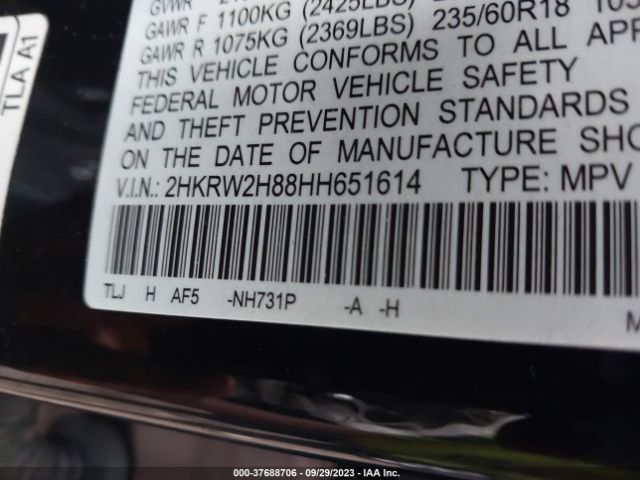 GVWR
GAWR F 1100KG (2425LBS)
GAWR R 1075KG (2369LBS) 235/60R18
THIS VEHICLE CONFORMS TO ALL APP
FEDERAL MOTOR VEHICLE SAFETY
AND THEFT PREVENTION STANDARDS
ON THE DATE OF MANUFACTURE SHO
V.I.N.: 2HKRW2H88HH651614 TYPE: MPV
TLJ H AF5 -NH731P -A -H
M
TLA A1
000-37688706 / 09/29/2023 / IAA Inc.